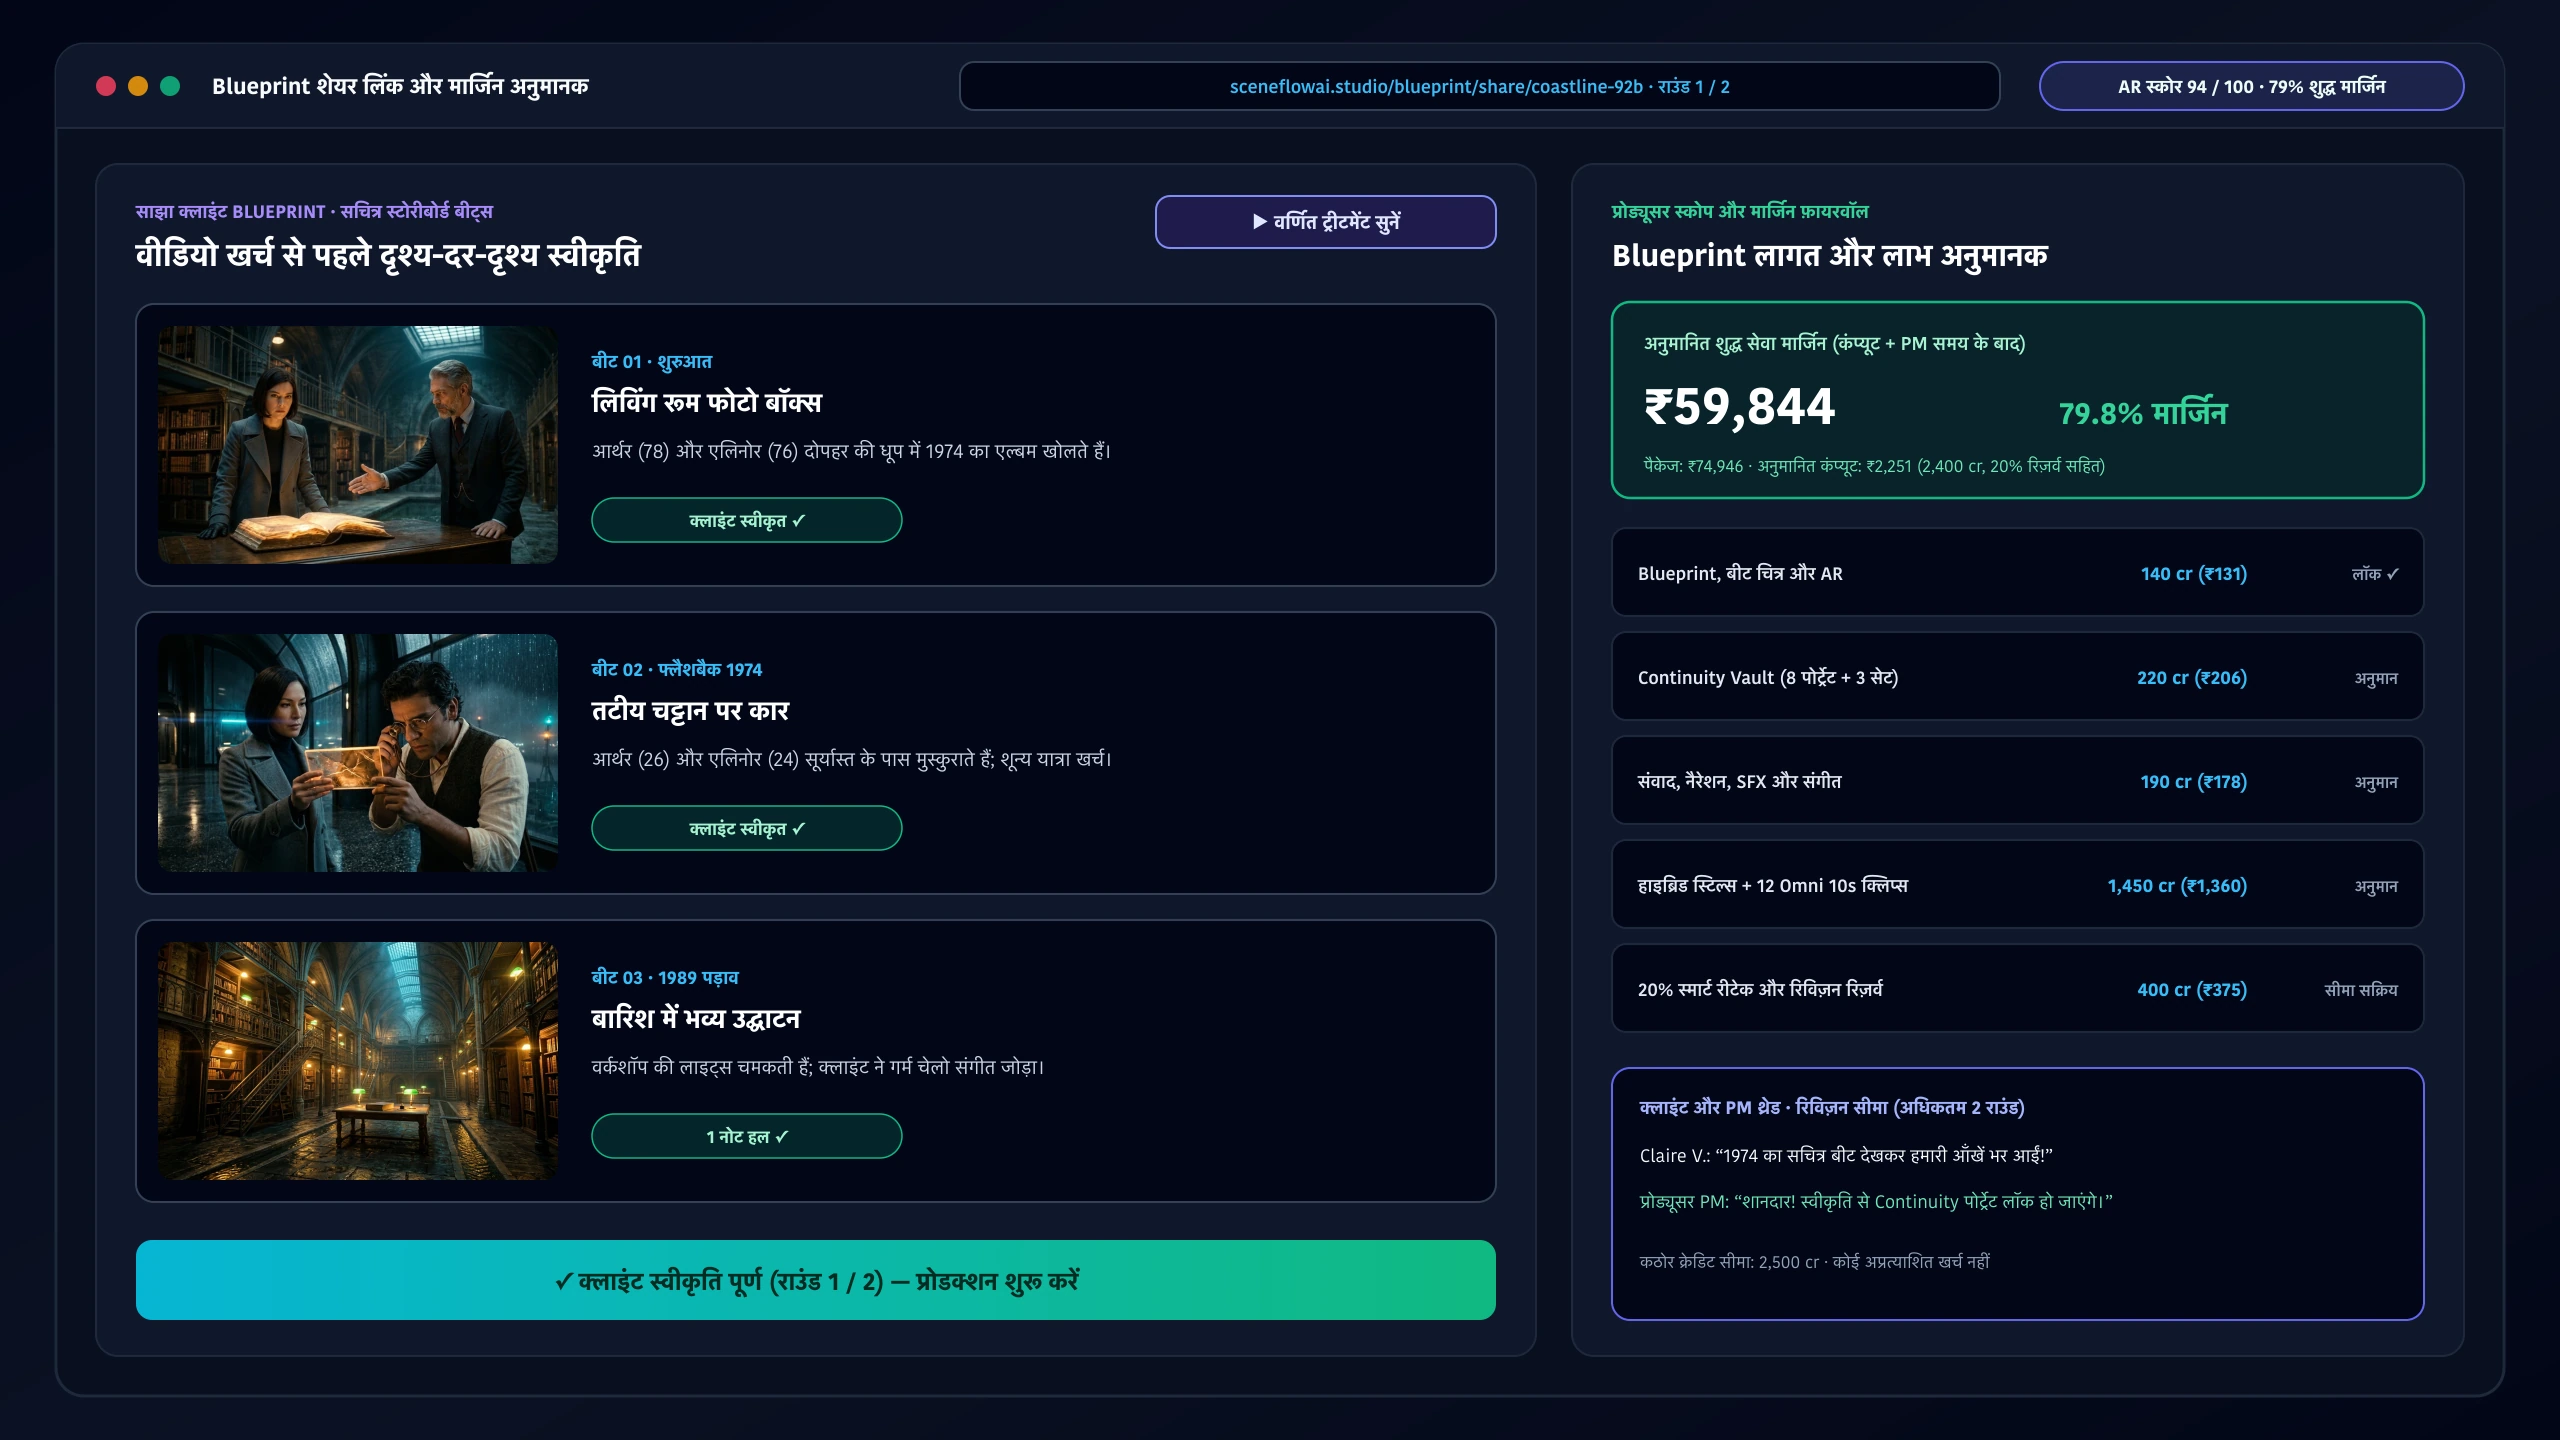 Blueprint शेयर लिंक और मार्जिन अनुमानक
sceneflowai.studio/blueprint/share/coastline-92b · राउंड 1 / 2
AR स्कोर 94 / 100 · 79% शुद्ध मार्जिन
साझा क्लाइंट BLUEPRINT · सचित्र स्टोरीबोर्ड बीट्स
वीडियो खर्च से पहले दृश्य-दर-दृश्य स्वीकृति
▶ वर्णित ट्रीटमेंट सुनें
बीट 01 · शुरुआत
लिविंग रूम फोटो बॉक्स
आर्थर (78) और एलिनोर (76) दोपहर की धूप में 1974 का एल्बम खोलते हैं।
क्लाइंट स्वीकृत ✓
बीट 02 · फ्लैशबैक 1974
तटीय चट्टान पर कार
आर्थर (26) और एलिनोर (24) सूर्यास्त के पास मुस्कुराते हैं; शून्य यात्रा खर्च।
क्लाइंट स्वीकृत ✓
बीट 03 · 1989 पड़ाव
बारिश में भव्य उद्घाटन
वर्कशॉप की लाइट्स चमकती हैं; क्लाइंट ने गर्म चेलो संगीत जोड़ा।
1 नोट हल ✓
✓ क्लाइंट स्वीकृति पूर्ण (राउंड 1 / 2) — प्रोडक्शन शुरू करें
प्रोड्यूसर स्कोप और मार्जिन फ़ायरवॉल
Blueprint लागत और लाभ अनुमानक
अनुमानित शुद्ध सेवा मार्जिन (कंप्यूट + PM समय के बाद)
₹59,844
79.8% मार्जिन
पैकेज: ₹74,946 · अनुमानित कंप्यूट: ₹2,251 (2,400 cr, 20% रिज़र्व सहित)
Blueprint, बीट चित्र और AR
140 cr (₹131)
लॉक ✓
Continuity Vault (8 पोर्ट्रेट + 3 सेट)
220 cr (₹206)
अनुमान
संवाद, नैरेशन, SFX और संगीत
190 cr (₹178)
अनुमान
हाइब्रिड स्टिल्स + 12 Omni 10s क्लिप्स
1,450 cr (₹1,360)
अनुमान
20% स्मार्ट रीटेक और रिविज़न रिज़र्व
400 cr (₹375)
सीमा सक्रिय
क्लाइंट और PM थ्रेड · रिविज़न सीमा (अधिकतम 2 राउंड)
Claire V.: “1974 का सचित्र बीट देखकर हमारी आँखें भर आईं!”
प्रोड्यूसर PM: “शानदार! स्वीकृति से Continuity पोर्ट्रेट लॉक हो जाएंगे।”
कठोर क्रेडिट सीमा: 2,500 cr · कोई अप्रत्याशित खर्च नहीं